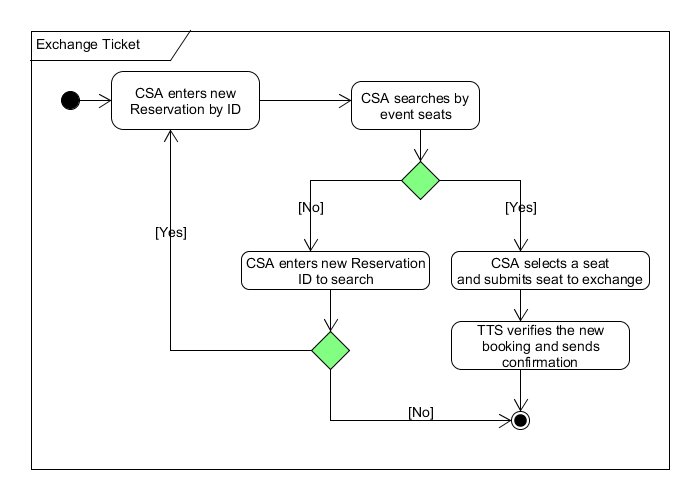 Exchange Ticket
CSA enters new
Reservation by ID
CSA searches by
event seats
[No]
[Yes]
[Yes]
CSA enters new Reservation
ID to search
CSA selects a seat
and submits seat to exchange
TTS verifies the new
booking and sends
confirmation
[No]